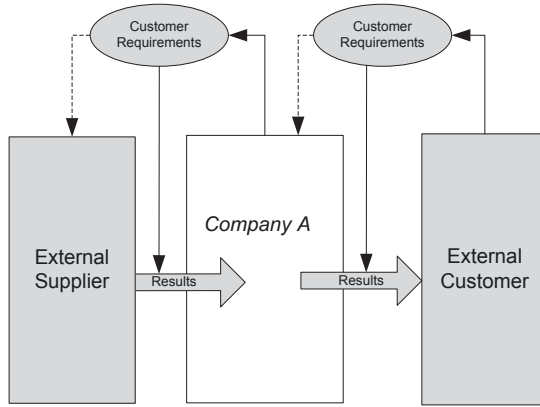 Customer
Requirements
Customer
Requirements
Company A
External
Supplier
Results
Results
External
Customer